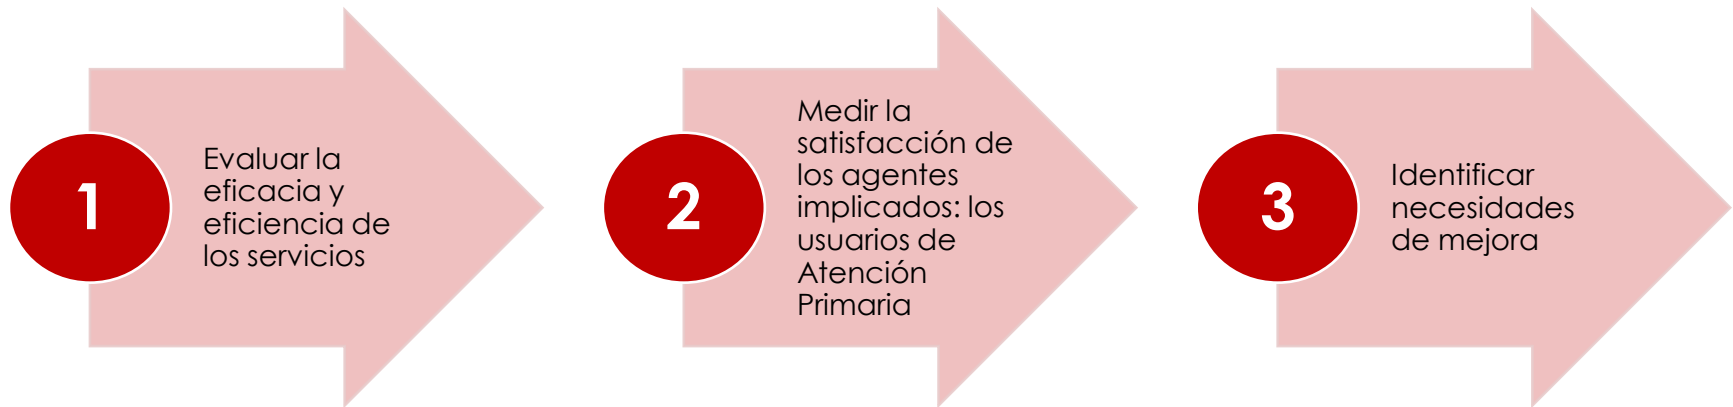 1
Evaluar la
eficacia y
eficiencia de
los servicios
2
Medir la
satisfacción de
los agentes
implicados: los
usuarios de
Atención
Primaria
3
Identificar
necesidades
de mejora